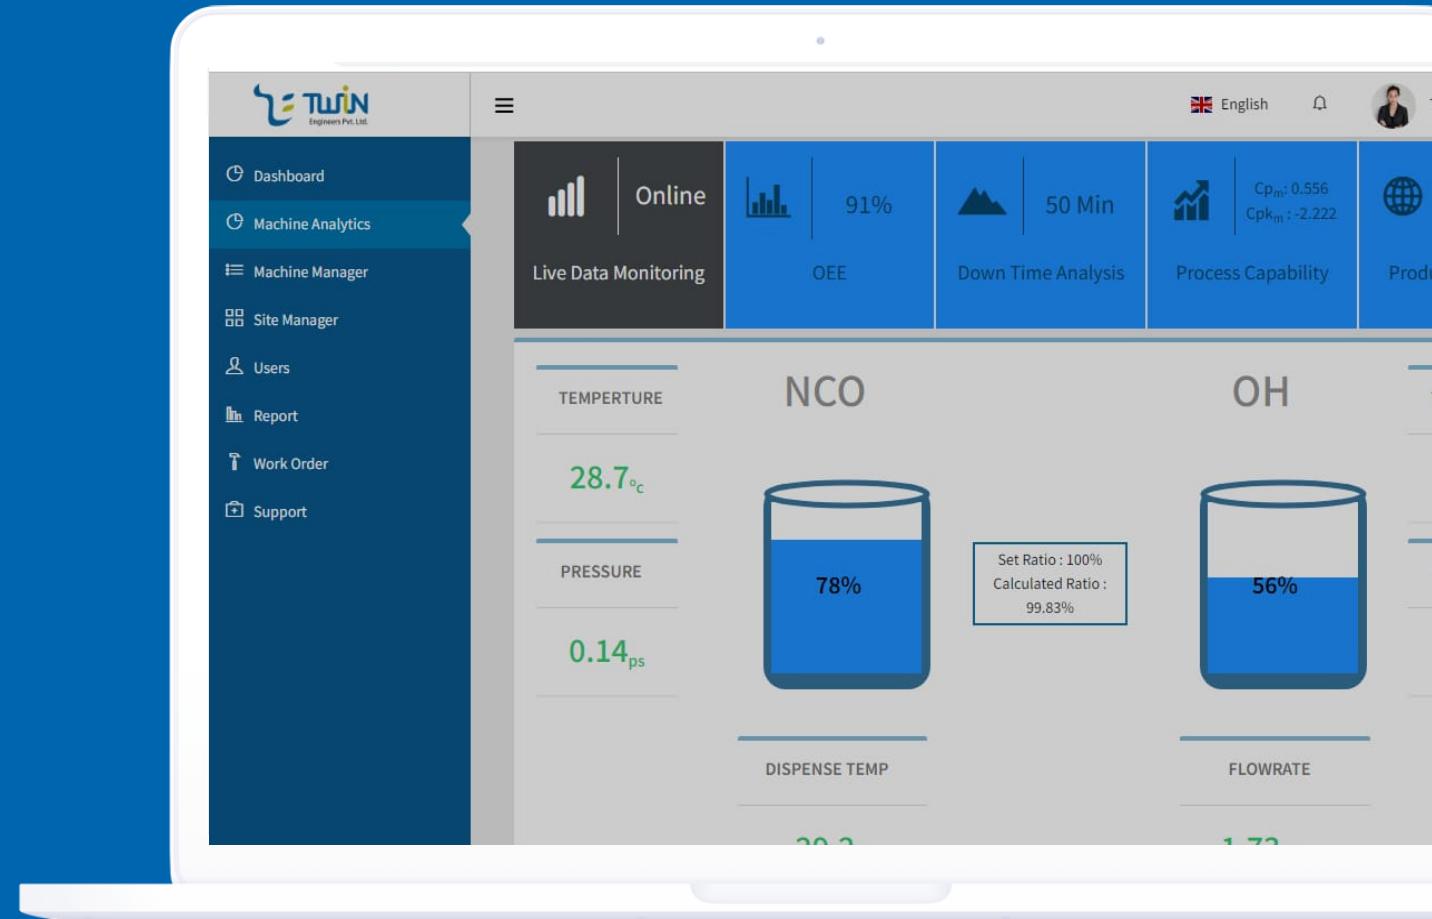 TWIN
Engineers Pvt. Ltd.
English
Dashboard
Machine Analytics
Machine Manager
Site Manager
Users
Report
Work Order
Support
Online
Live Data Monitoring
91%
OEE
50 Min
Down Time Analysis
Cpm: 0.556
Cpkm : -2.222
Process Capability
TEMPERTURE
28.7°c
PRESSURE
0.14ps
NCO
78%
Set Ratio : 100%
Calculated Ratio :
99.83%
OH
56%
DISPENSE TEMP
FLOWRATE